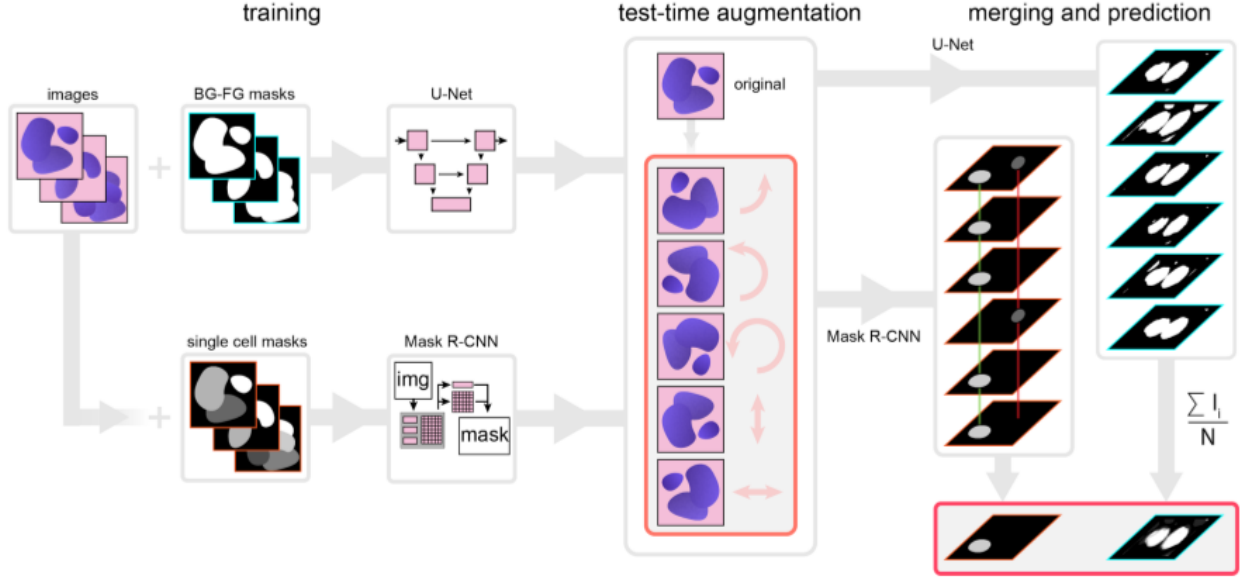 training
test-time augmentation
merging and prediction
images
BG-FG masks
U-Net
original
U-Net
single cell masks
Mask R-CNN
img
mask
Mask R-CNN
∑ I_i
N